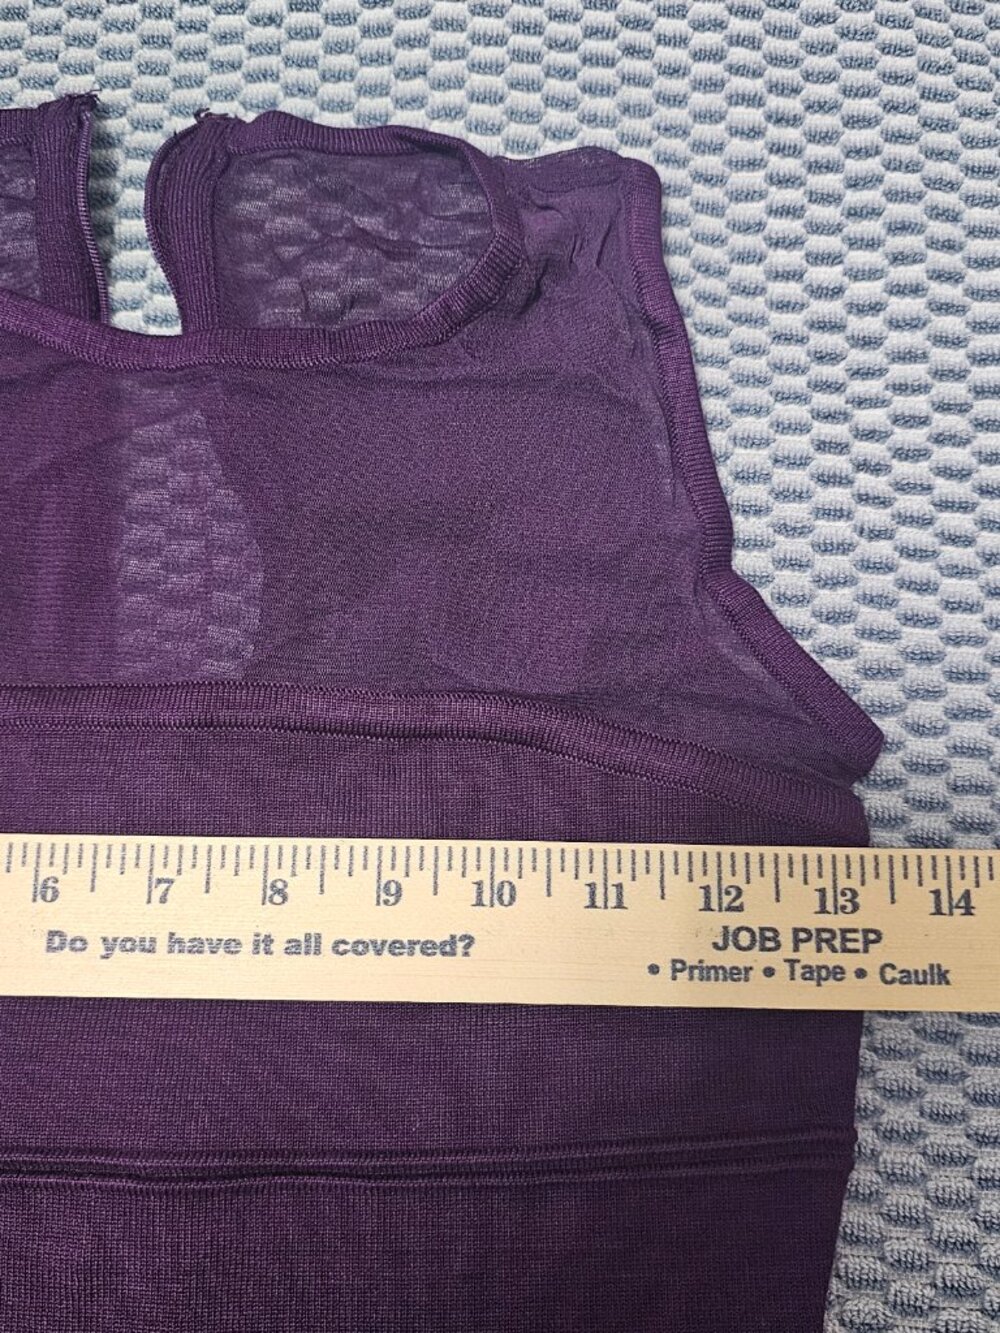 6 7 8 9 10 11 12 13 14
Do you have it all covered?
JOB PREP
• Primer • Tape • Caulk